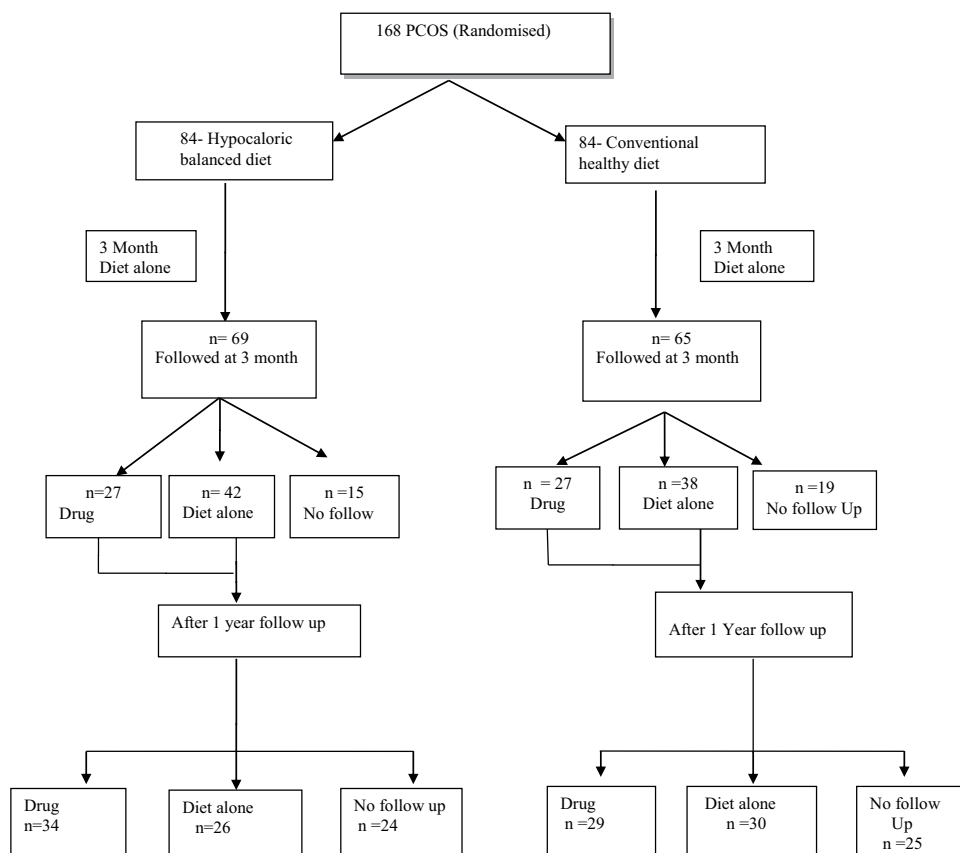 168 PCOS (Randomised)
84- Hypocaloric
balanced diet
84- Conventional
healthy diet
3 Month
Diet alone
3 Month
Diet alone
n= 69
Followed at 3 month
n= 65
Followed at 3 month
n=27
Drug
n= 42
Diet alone
n =15
No follow
n = 27
Drug
n =38
Diet alone
n =19
No follow Up
After 1 year follow up
After 1 Year follow up
Drug
n=34
Diet alone
n=26
No follow up
n =24
Drug
n =29
Diet alone
n =30
No follow
Up
n =25